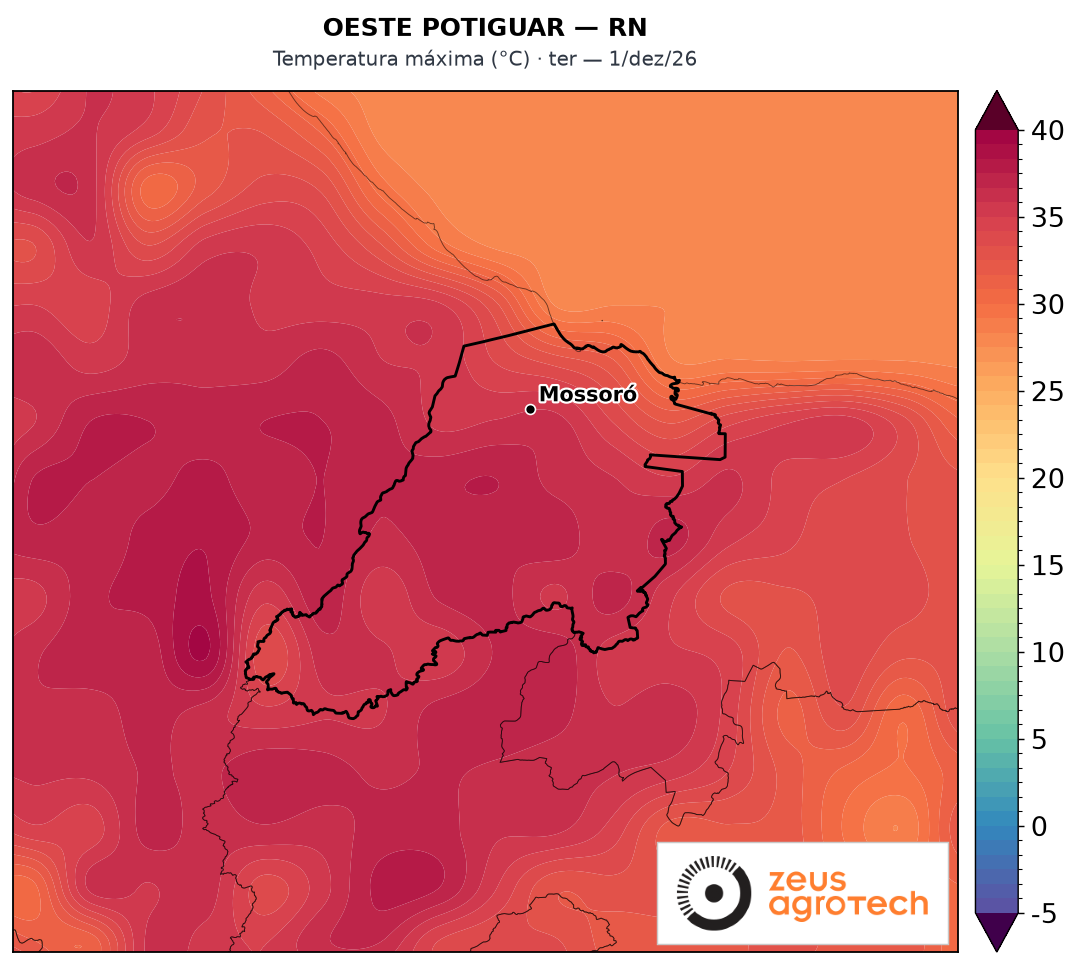 OESTE POTIGUAR — RN
Temperatura máxima (°C) · ter — 1/dez/26
40
35
30
25
20
15
10
5
0
-5
Mossoró
zeus
agrotech